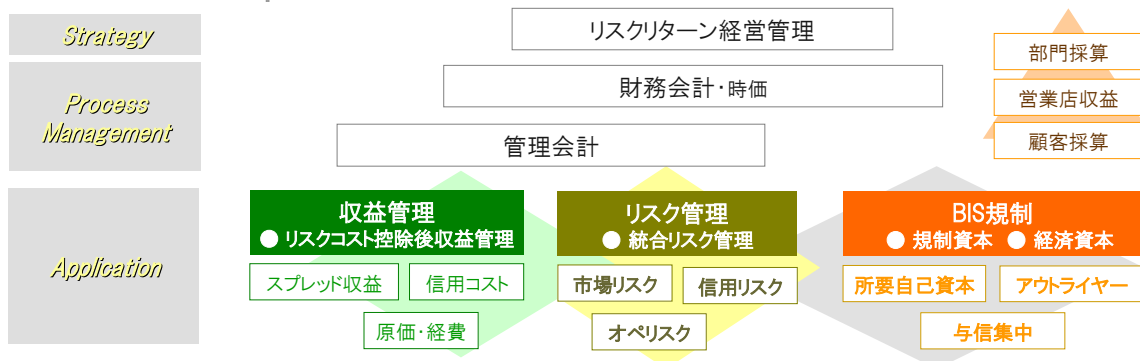 Strategy
リスクリターン経営管理
部門採算
Process
Management
財務会計・時価
営業店収益
管理会計
顧客採算
Application
収益管理
● リスクコスト控除後収益管理
スプレッド収益
信用コスト
原価・経費
リスク管理
● 統合リスク管理
市場リスク
信用リスク
オペリスク
BIS規制
● 規制資本 ● 経済資本
所要自己資本
アウトライヤー
与信集中